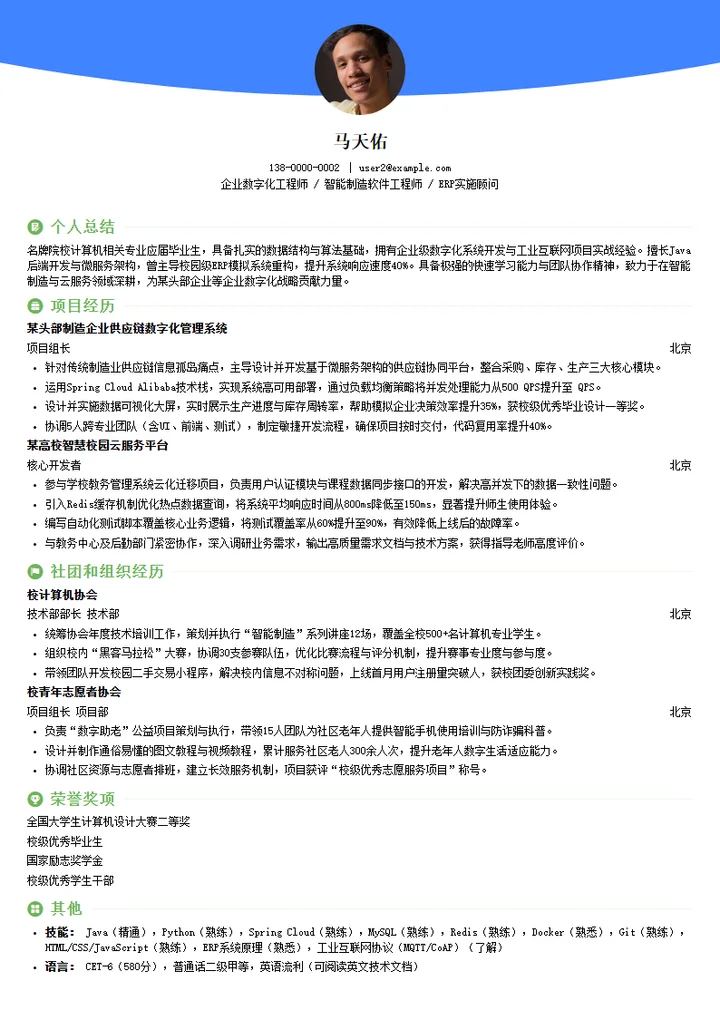 马天佑
138-0000-0002 | user2@example.com
企业数字化工程师 / 智能制造软件工程师 / ERP实施顾问
个人总结
名牌院校计算机相关专业应届毕业生，具备扎实的数据结构与算法基础，拥有企业级数字化系统开发与工业互联网项目实战经验。擅长Java
后端开发与微服务架构，曾主导校园级ERP模拟系统重构，提升系统响应速度40%。具备极强的快速学习能力与团队协作精神，致力于在智能
制造与云服务领域深耕，为某头部企业等企业数字化战略贡献力量。
项目经历
某头部制造企业供应链数字化管理系统
项目组长 北京
• 针对传统制造业供应链信息孤岛痛点，主导设计并开发基于微服务架构的供应链协同平台，整合采购、库存、生产三大核心模块。
• 运用Spring Cloud Alibaba技术栈，实现系统高可用部署，通过负载均衡策略将并发处理能力从500 QPS提升至 QPS。
• 设计并实施数据可视化大屏，实时展示生产进度与库存周转率，帮助模拟企业决策效率提升35%，获校级优秀毕业设计一等奖。
• 协调5人跨专业团队（含UI、前端、测试），制定敏捷开发流程，确保项目按时交付，代码复用率提升40%。
某高校智慧校园云服务平台
核心开发者 北京
• 参与学校教务管理系统云化迁移项目，负责用户认证模块与课程数据同步接口的开发，解决高并发下的数据一致性问题。
• 引入Redis缓存机制优化热点数据查询，将系统平均响应时间从800ms降低至150ms，显著提升师生使用体验。
• 编写自动化测试脚本覆盖核心业务逻辑，将测试覆盖率从60%提升至90%，有效降低上线后的故障率。
• 与教务中心及后勤部门紧密协作，深入调研业务需求，输出高质量需求文档与技术方案，获得指导老师高度评价。
社团和组织经历
校计算机协会
技术部部长 技术部 北京
• 统筹协会年度技术培训工作，策划并执行“智能制造”系列讲座12场，覆盖全校500+名计算机专业学生。
• 组织校内“黑客马拉松”大赛，协调30支参赛队伍，优化比赛流程与评分机制，提升赛事专业度与参与度。
• 带领团队开发校园二手交易小程序，解决校内信息不对称问题，上线首月用户注册量突破人，获校团委创新实践奖。
校青年志愿者协会
项目组长 项目部 北京
• 负责“数字助老”公益项目策划与执行，带领15人团队为社区老年人提供智能手机使用培训与防诈骗科普。
• 设计并制作通俗易懂的图文教程与视频教程，累计服务社区老人300余人次，提升老年人数字生活适应能力。
• 协调社区资源与志愿者排班，建立长效服务机制，项目获评“校级优秀志愿服务项目”称号。
荣誉奖项
全国大学生计算机设计大赛二等奖
校级优秀毕业生
国家励志奖学金
校级优秀学生干部
其他
• 技能： Java（精通），Python（熟练），Spring Cloud（熟练），MySQL（熟练），Redis（熟练），Docker（熟悉），Git（熟练），
HTML/CSS/JavaScript（熟练），ERP系统原理（熟悉），工业互联网协议（MQTT/CoAP）（了解）
• 语言： CET-6（580分），普通话二级甲等，英语流利（可阅读英文技术文档）